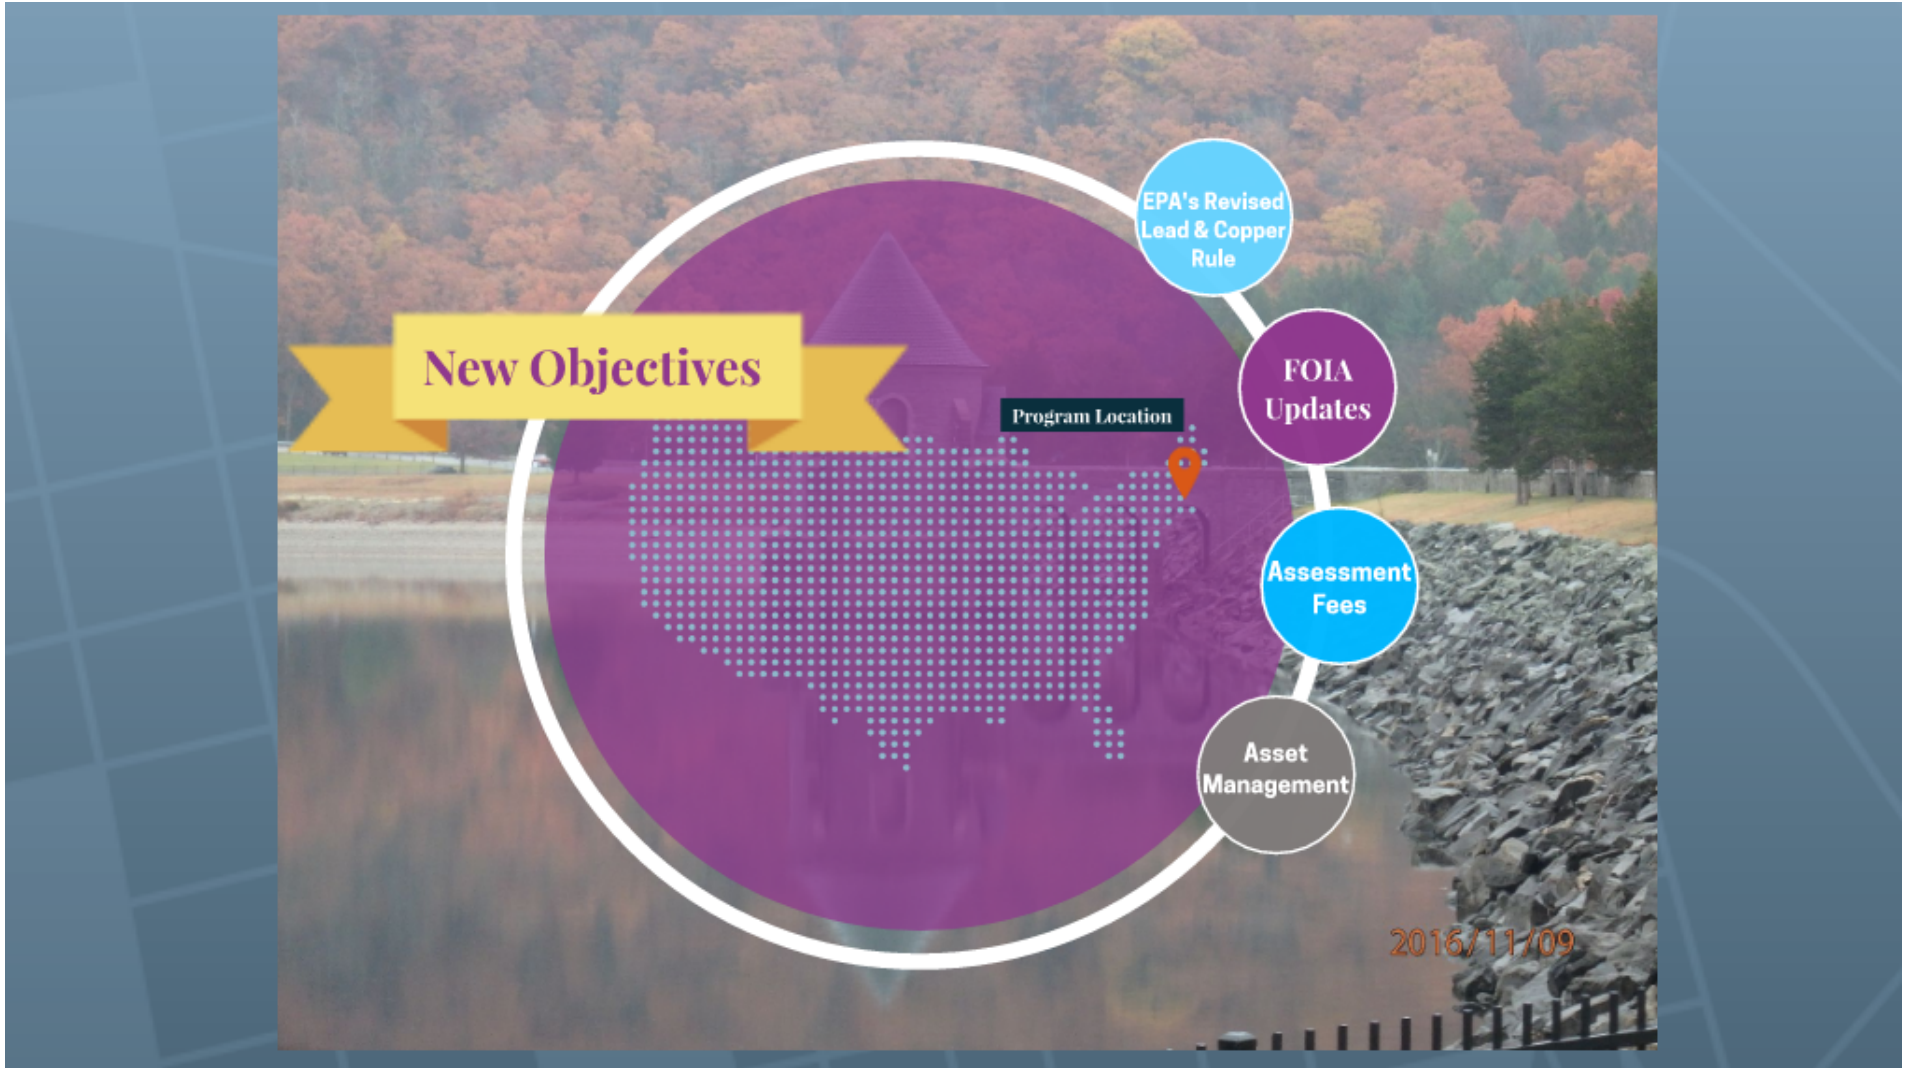 New Objectives
Program Location
EPA's Revised
Lead & Copper
Rule
FOIA
Updates
Assessment
Fees
Asset
Management
2016/11/09